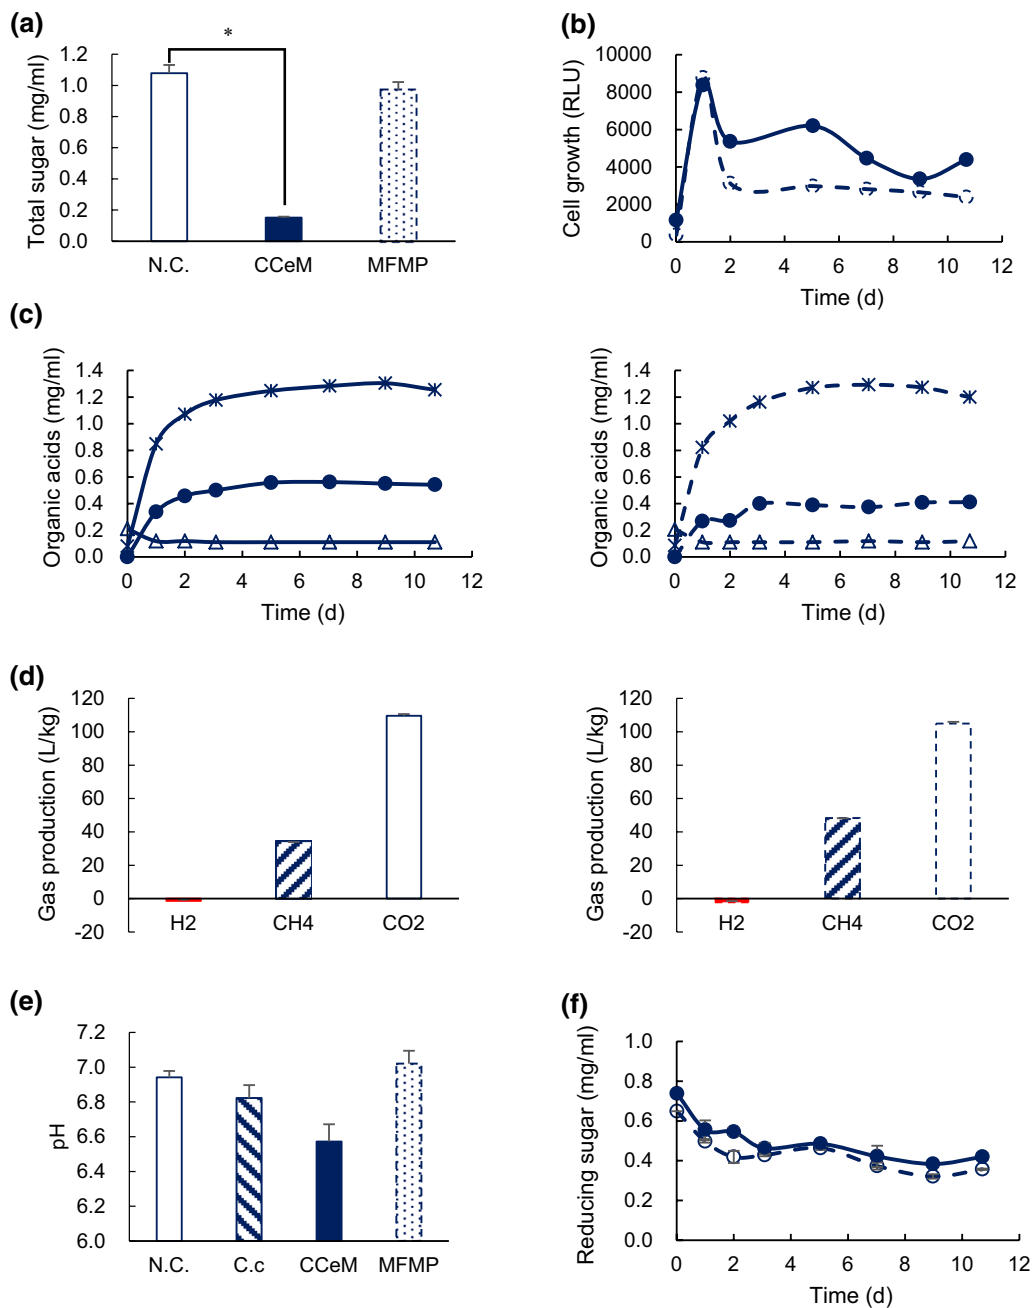 (a)
*
Total sugar (mg/ml)
1.2
1.0
0.8
0.6
0.4
0.2
0.0
N.C. CCeM MFMP
(b)
Cell growth (RLU)
10000
8000
6000
4000
2000
0
0 2 4 6 8 10 12
Time (d)
(c)
Organic acids (mg/ml)
1.4
1.2
1.0
0.8
0.6
0.4
0.2
0.0
0 2 4 6 8 10 12
Time (d)
Organic acids (mg/ml)
1.4
1.2
1.0
0.8
0.6
0.4
0.2
0.0
0 2 4 6 8 10 12
Time (d)
(d)
Gas production (L/kg)
120
100
80
60
40
20
0
-20
H2 CH4 CO2
Gas production (L/kg)
120
100
80
60
40
20
0
-20
H2 CH4 CO2
(e)
pH
7.2
7.0
6.8
6.6
6.4
6.2
6.0
N.C. C.c CCeM MFMP
(f)
Reducing sugar (mg/ml)
1.0
0.8
0.6
0.4
0.2
0.0
0 2 4 6 8 10 12
Time (d)